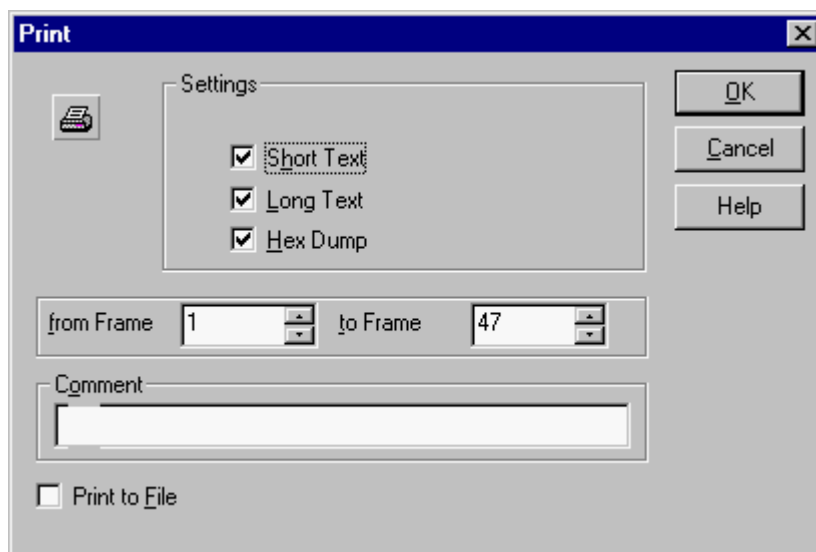 Print
Settings
OK
Short Text
Cancel
Long Text
Help
Hex Dump
from Frame 1 to Frame 47
Comment
Print to File